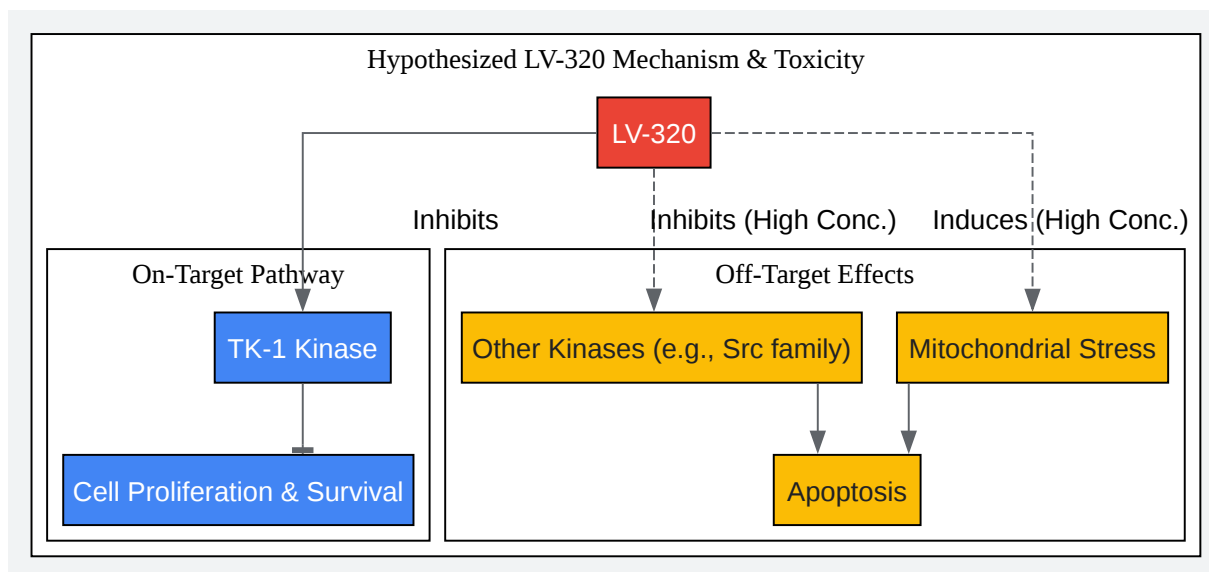 Hypothesized LV-320 Mechanism & Toxicity
LV-320
Inhibits
Inhibits (High Conc.)
Induces (High Conc.)
On-Target Pathway
Off-Target Effects
TK-1 Kinase
Other Kinases (e.g., Src family)
Mitochondrial Stress
Cell Proliferation & Survival
Apoptosis